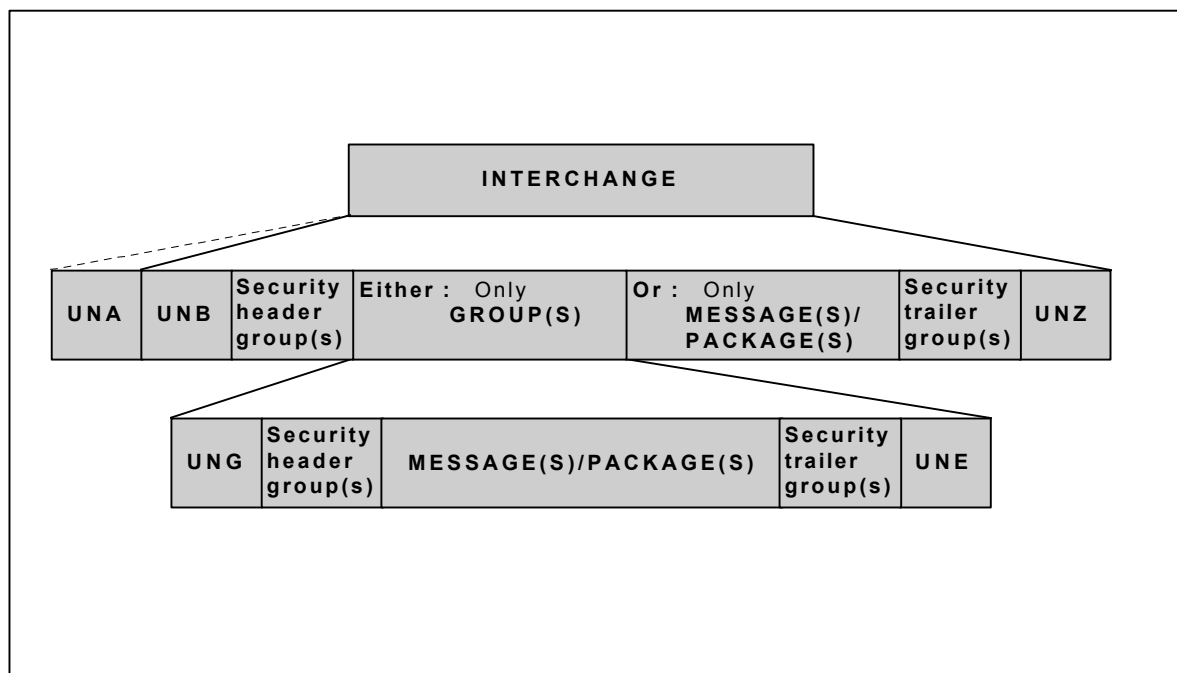 INTERCHANGE
UNA
UNB
Security
header
group(s)
Either : Only
GROUP(S)
Or : Only
MESSAGE(S)/
PACKAGE(S)
Security
trailer
group(s)
UNZ
UNG
Security
header
group(s)
MESSAGE(S)/PACKAGE(S)
Security
trailer
group(s)
UNE